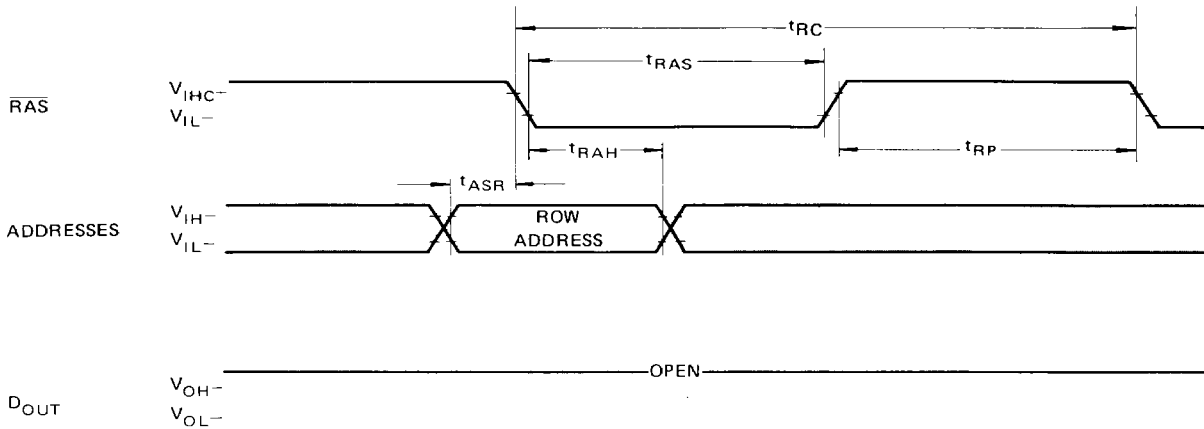 tRC
tRAS
RAS
VIHC-
VIL-
tRAH
tRP
tASR
ADDRESSES
VIH-
VIL-
ROW
ADDRESS
OPEN
DOUT
VOH-
VOL-